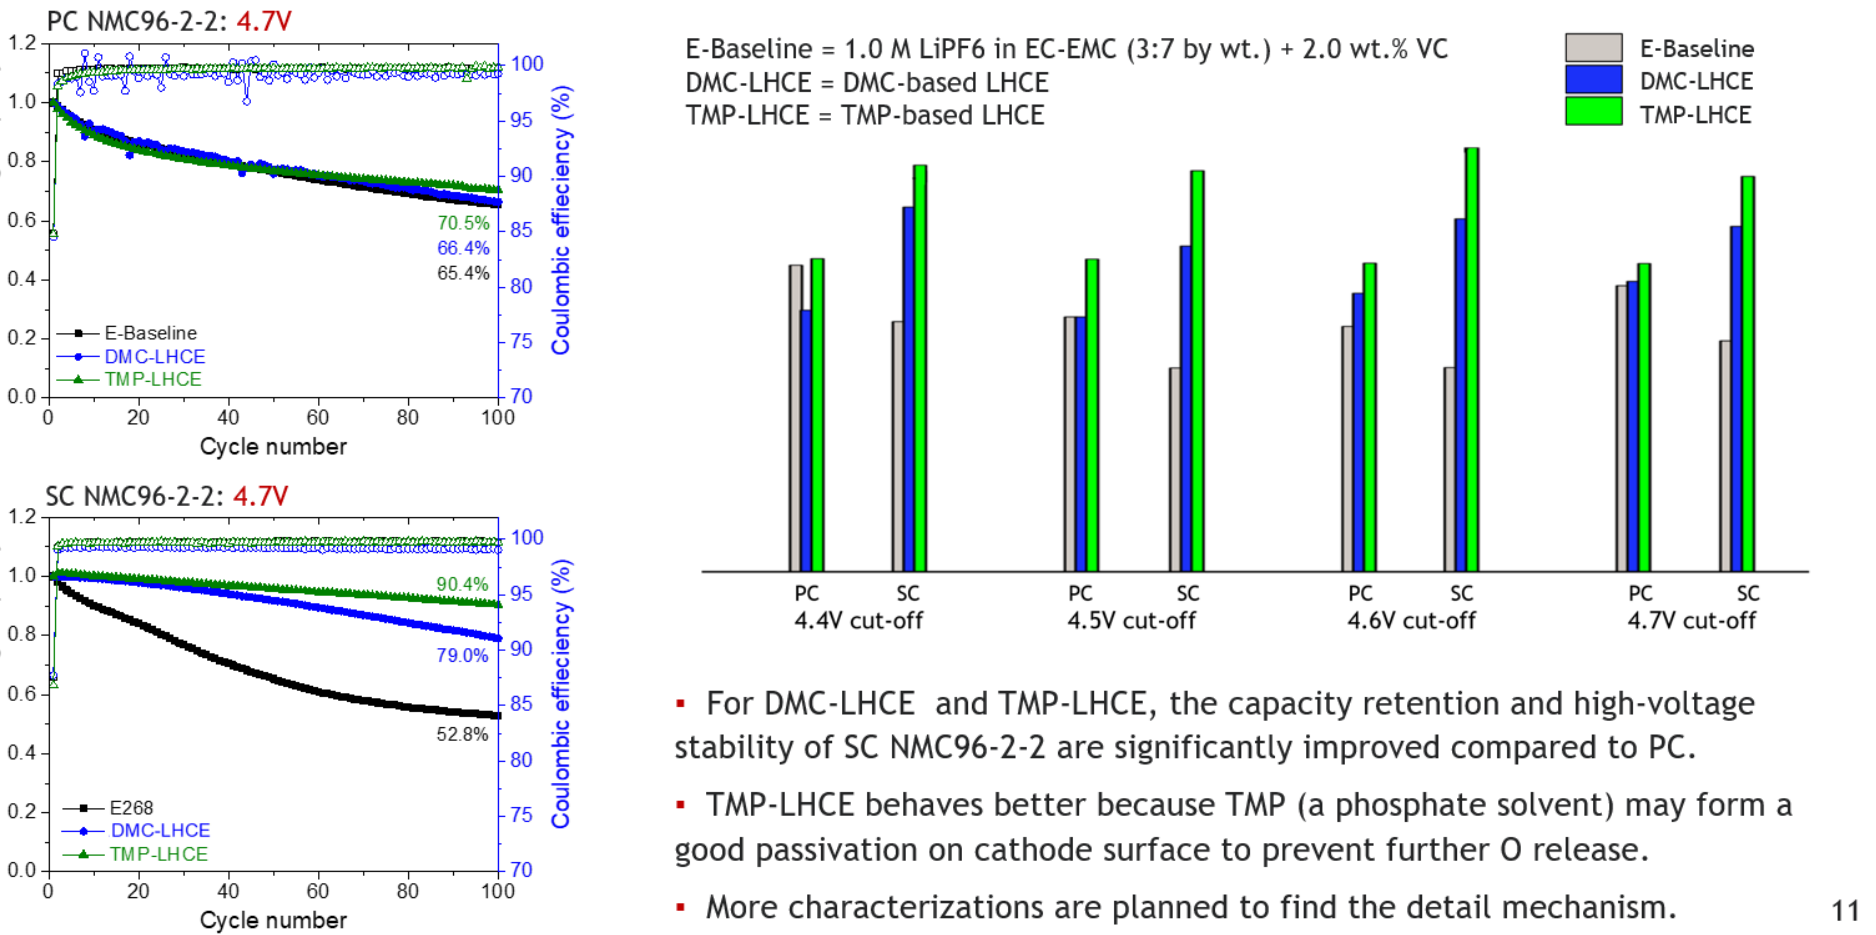 PC NMC96-2-2: 4.7V
1.2
1.0
0.8
0.6
0.4
0.2
0.0
100
95
90
85
80
75
70
Coulombic effieciency (%)
70.5%
66.4%
65.4%
E-Baseline
DMC-LHCE
TMP-LHCE
0 20 40 60 80 100
Cycle number
SC NMC96-2-2: 4.7V
1.2
1.0
0.8
0.6
0.4
0.2
0.0
100
95
90
85
80
75
70
Coulombic effieciency (%)
90.4%
79.0%
52.8%
E268
DMC-LHCE
TMP-LHCE
0 20 40 60 80 100
Cycle number
E-Baseline = 1.0 M LiPF6 in EC-EMC (3:7 by wt.) + 2.0 wt.% VC
DMC-LHCE = DMC-based LHCE
TMP-LHCE = TMP-based LHCE
E-Baseline
DMC-LHCE
TMP-LHCE
PC SC PC SC PC SC PC SC
4.4V cut-off 4.5V cut-off 4.6V cut-off 4.7V cut-off
▪ For DMC-LHCE and TMP-LHCE, the capacity retention and high-voltage
stability of SC NMC96-2-2 are significantly improved compared to PC.
▪ TMP-LHCE behaves better because TMP (a phosphate solvent) may form a
good passivation on cathode surface to prevent further O release.
▪ More characterizations are planned to find the detail mechanism.
11